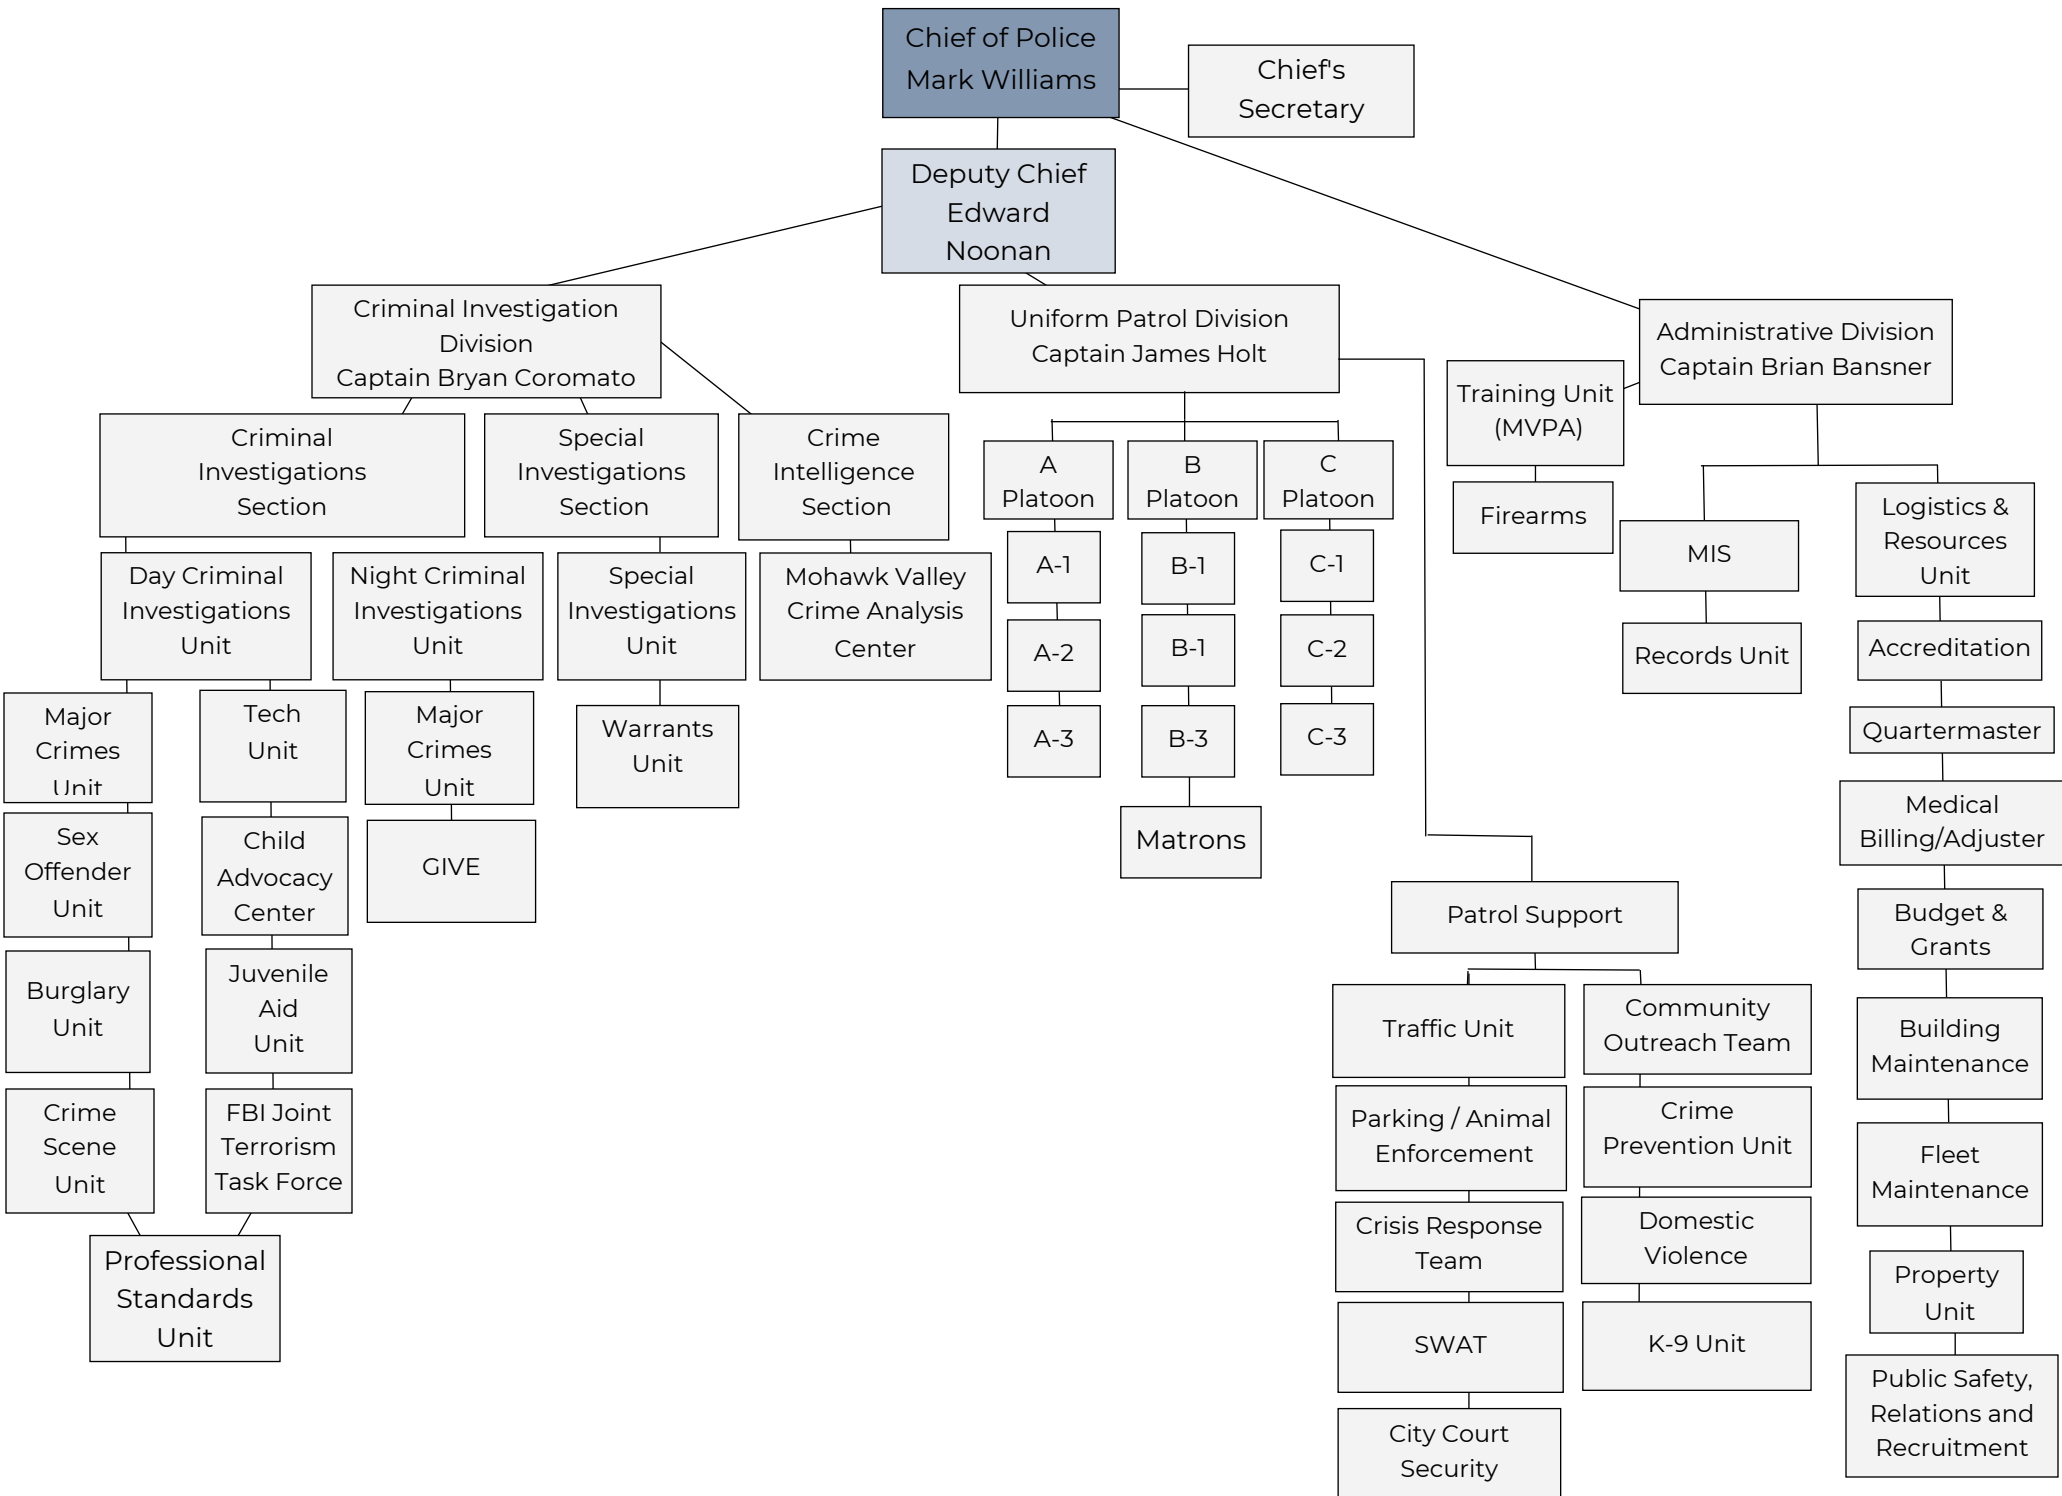 Chief of Police
Mark Williams
Chief's
Secretary
Deputy Chief
Edward
Noonan
Criminal Investigation
Division
Captain Bryan Coromato
Uniform Patrol Division
Captain James Holt
Administrative Division
Captain Brian Bansner
Training Unit
(MVPA)
Firearms
Criminal
Investigations
Section
Special
Investigations
Section
Crime
Intelligence
Section
A
Platoon
B
Platoon
C
Platoon
MIS
Records Unit
Logistics &
Resources
Unit
Day Criminal
Investigations
Unit
Night Criminal
Investigations
Unit
Special
Investigations
Unit
Mohawk Valley
Crime Analysis
Center
A-1
A-2
A-3
B-1
B-1
B-3
Matrons
C-1
C-2
C-3
Accreditation
Quartermaster
Medical
Billing/Adjuster
Budget &
Grants
Building
Maintenance
Fleet
Maintenance
Property
Unit
Public Safety,
Relations and
Recruitment
Major
Crimes
Unit
Sex
Offender
Unit
Burglary
Unit
Crime
Scene
Unit
Tech
Unit
Child
Advocacy
Center
Juvenile
Aid
Unit
FBI Joint
Terrorism
Task Force
Professional
Standards
Unit
Major
Crimes
Unit
GIVE
Warrants
Unit
Patrol Support
Traffic Unit
Parking / Animal
Enforcement
Crisis Response
Team
SWAT
City Court
Security
Community
Outreach Team
Crime
Prevention Unit
Domestic
Violence
K-9 Unit